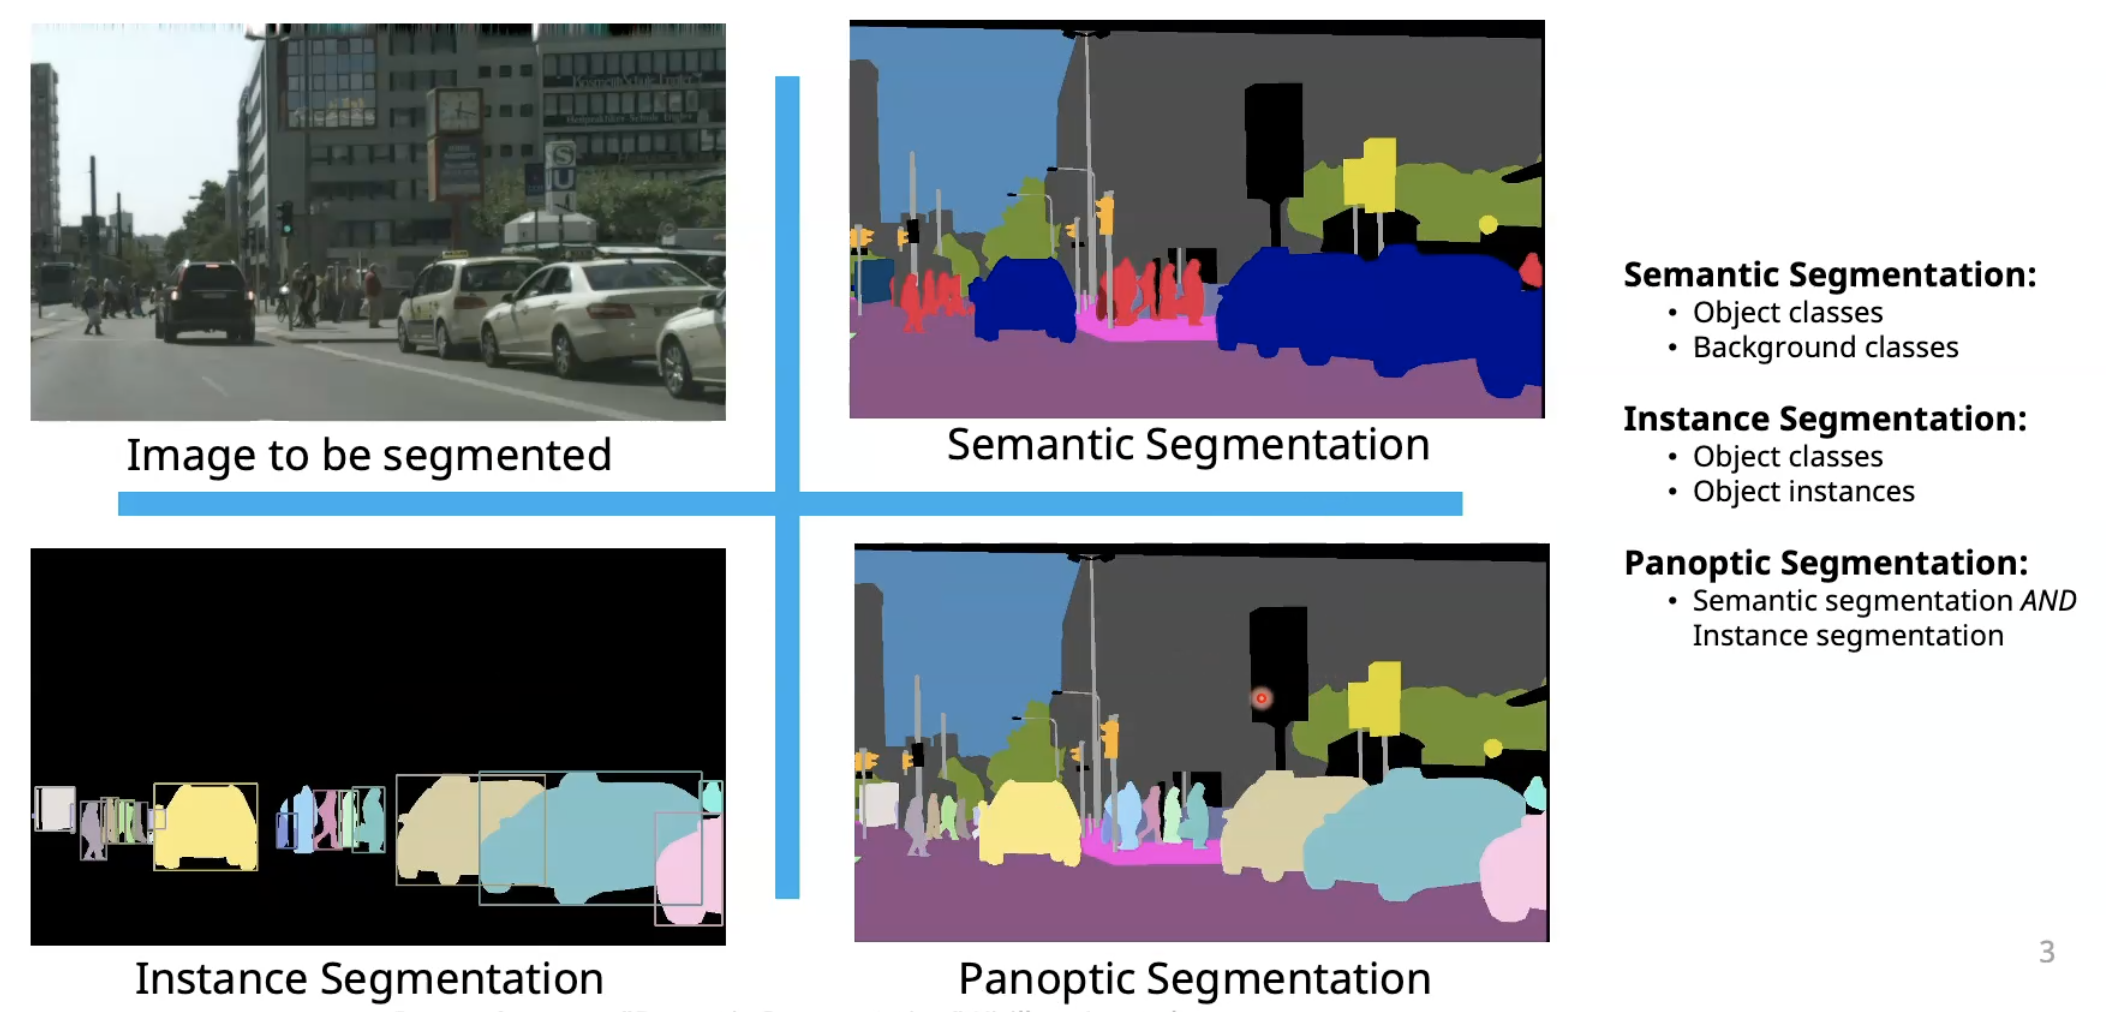 S
U
Image to be segmented
Semantic Segmentation
Instance Segmentation
Panoptic Segmentation
Semantic Segmentation:
• Object classes
• Background classes
Instance Segmentation:
• Object classes
• Object instances
Panoptic Segmentation:
• Semantic segmentation AND
Instance segmentation
3